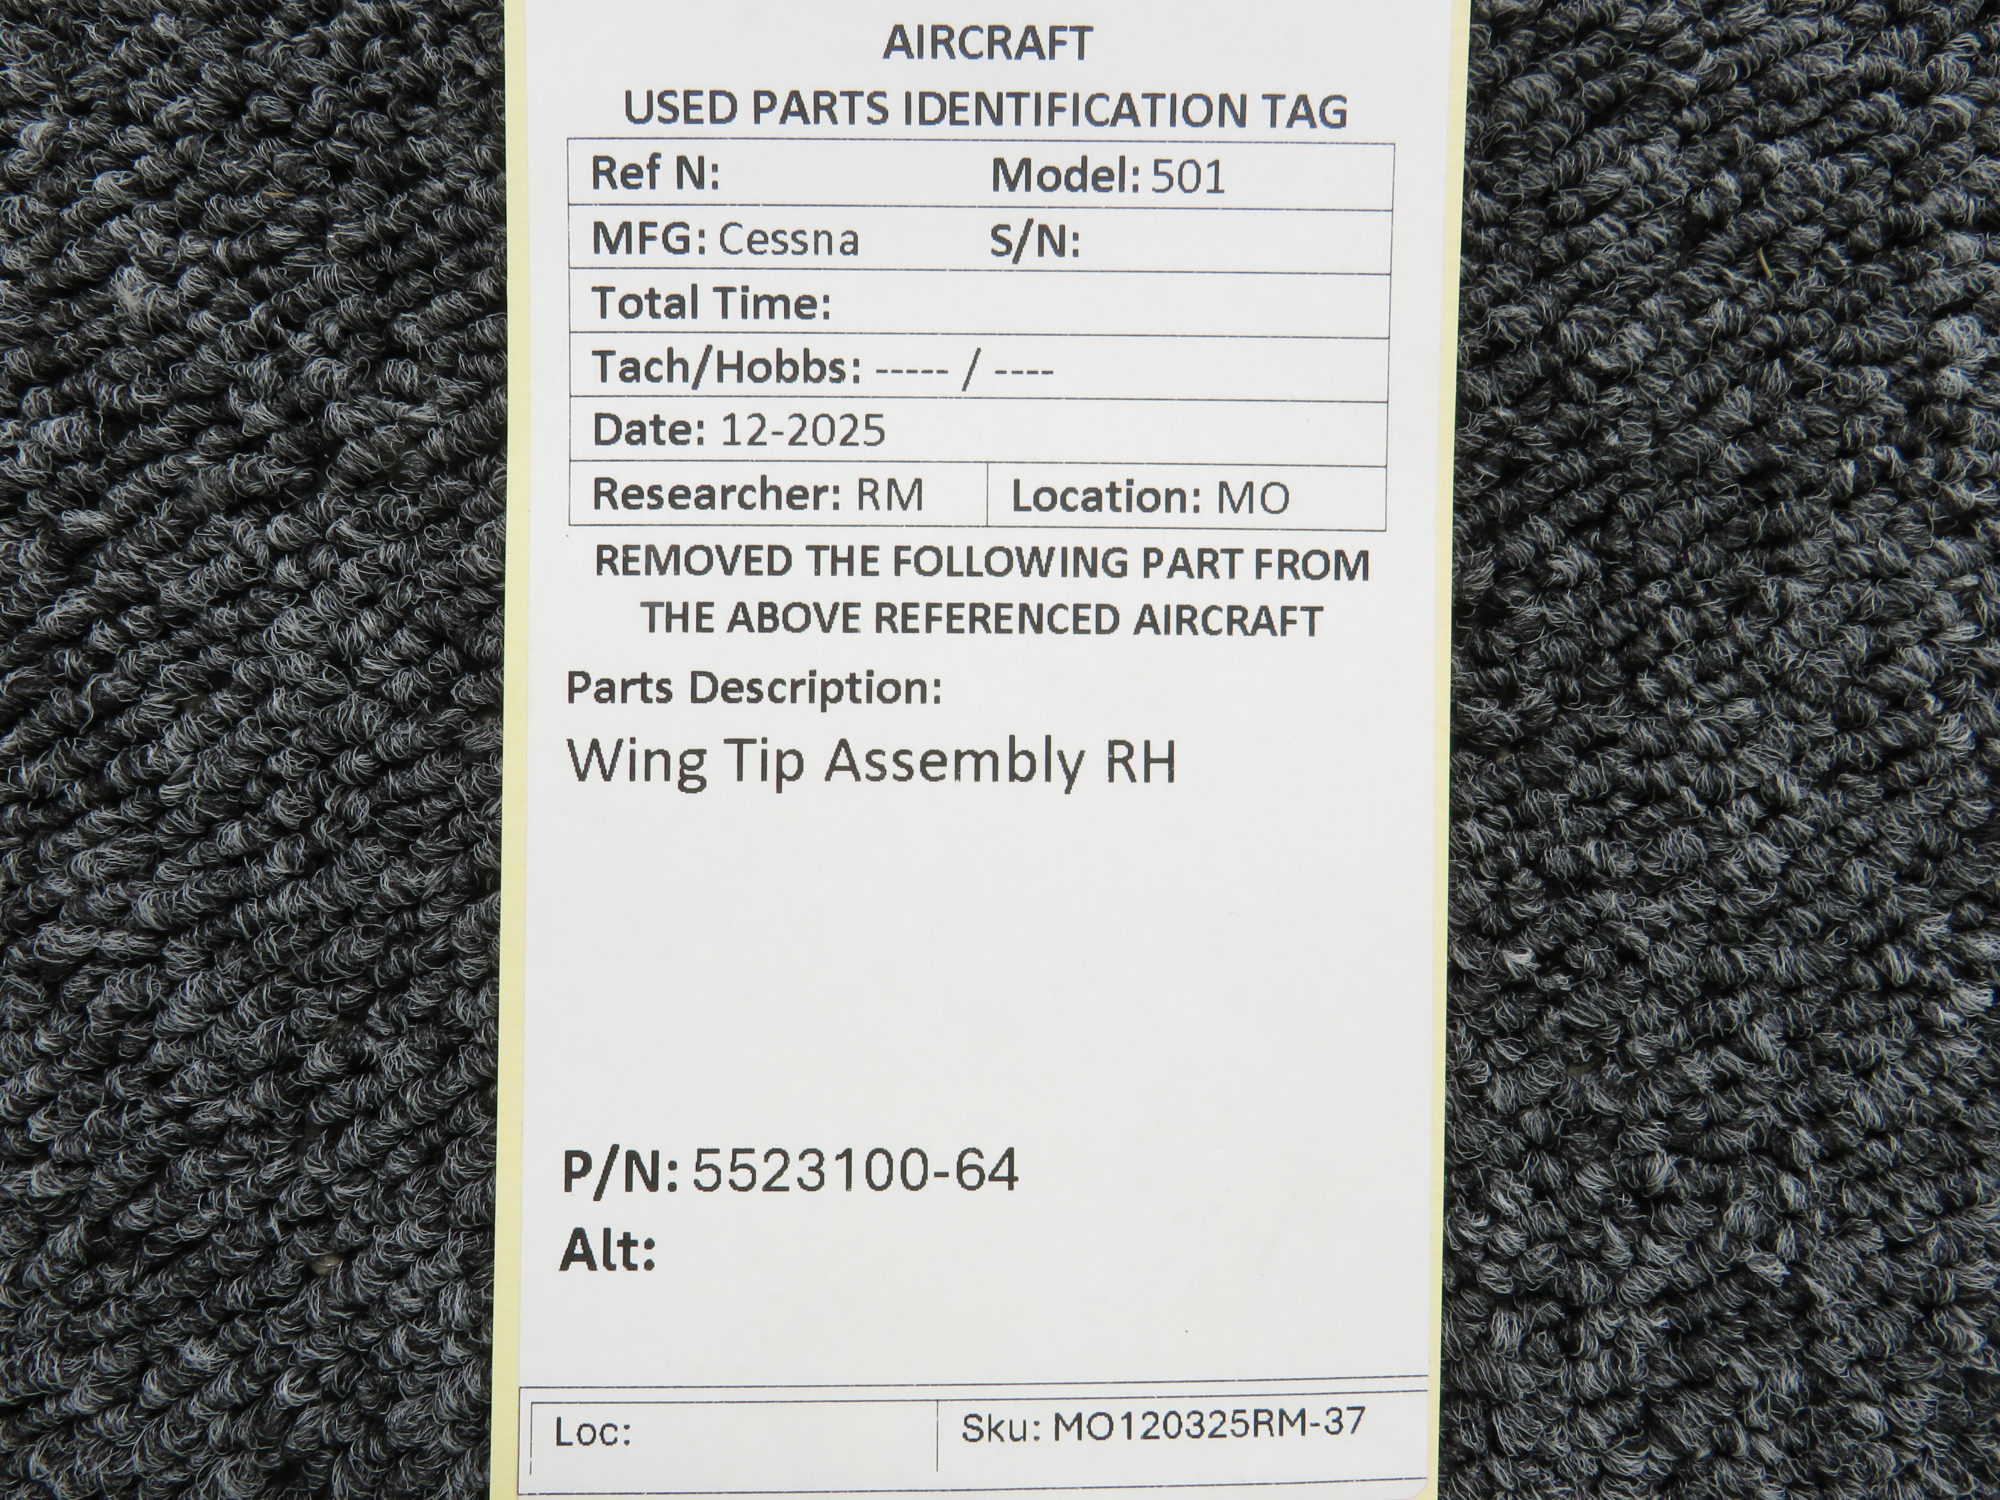 AIRCRAFT
USED PARTS IDENTIFICATION TAG
Ref N: Model: 501
MFG: Cessna S/N:
Total Time:
Tach/Hobbs: ----- / ----
Date: 12-2025
Researcher: RM Location: MO
REMOVED THE FOLLOWING PART FROM
THE ABOVE REFERENCED AIRCRAFT
Parts Description:
Wing Tip Assembly RH
P/N: 5523100-64
Alt:
Loc: Sku: MO120325RM-37